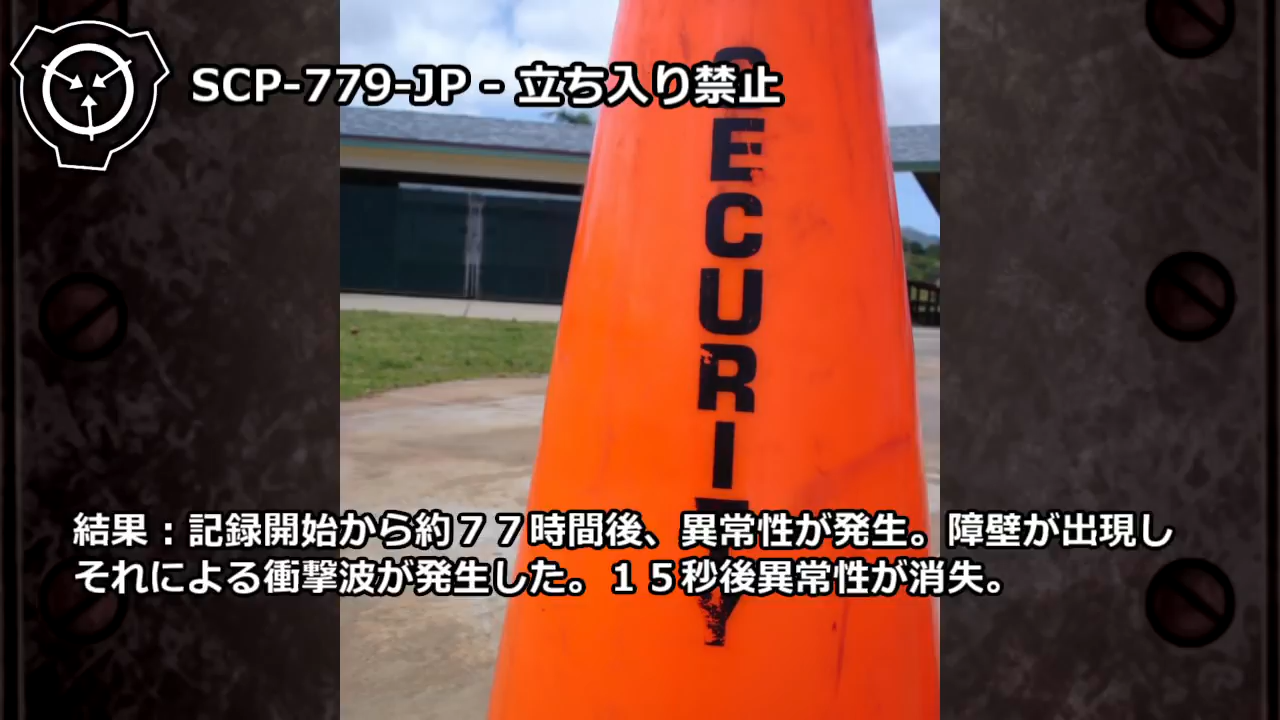 SCP-779-JP - 立ち入り禁止
SECURITY
結果：記録開始から約７７時間後、異常性が発生。障壁が出現し
それによる衝撃波が発生した。１５秒後異常性が消失。